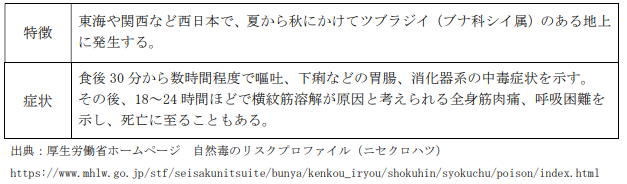 特徴
東海や関西など西日本で、夏から秋にかけてツブラジイ（ブナ科シイ属）のある地上
に発生する。
症状
食後 30 分から数時間程度で嘔吐、下痢などの胃腸、消化器系の中毒症状を示す。
その後、18～24 時間ほどで横紋筋溶解が原因と考えられる全身筋肉痛、呼吸困難を
示し、死亡に至ることもある。
出典：厚生労働省ホームページ　自然毒のリスクプロファイル（ニセクロハツ）
https://www.mhlw.go.jp/stf/seisakunitsuite/bunya/kenkou_iryou/shokuhin/syokuchu/poison/index.html